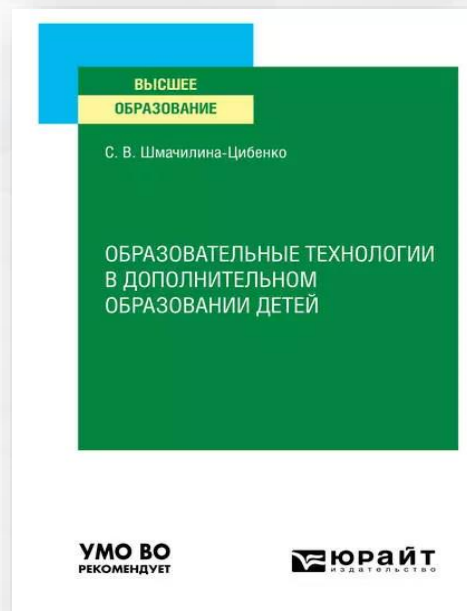 ВЫСШЕЕ
ОБРАЗОВАНИЕ
С. В. Шмачилина-Цибенко
ОБРАЗОВАТЕЛЬНЫЕ ТЕХНОЛОГИИ
В ДОПОЛНИТЕЛЬНОМ
ОБРАЗОВАНИИ ДЕТЕЙ
УМО ВО
РЕКОМЕНДУЕТ
юрайт
издательство